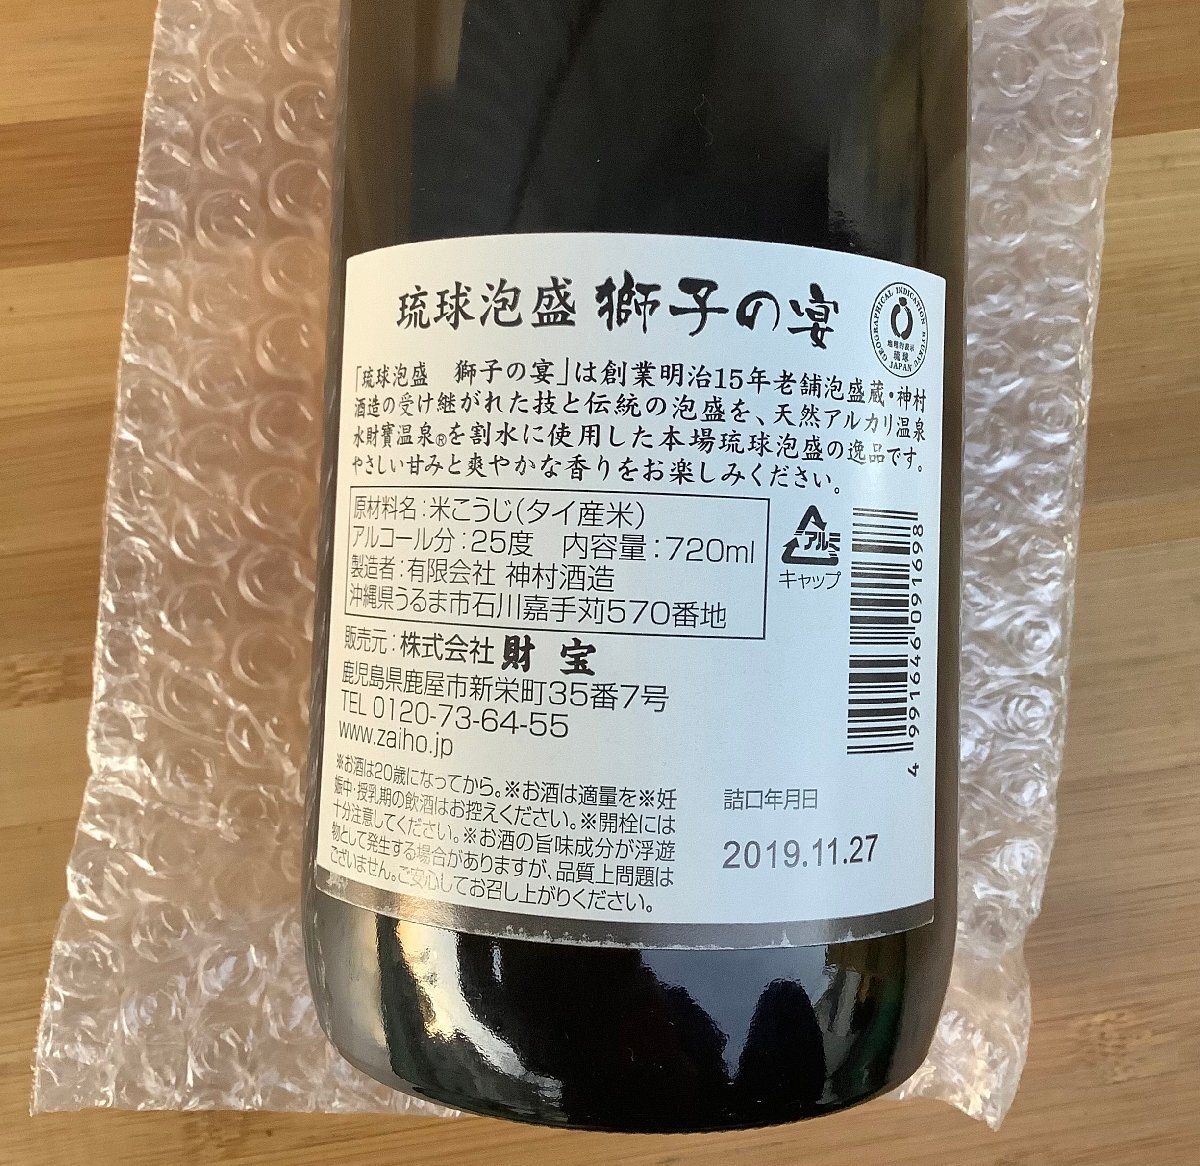 琉球泡盛 獅子の宴
GEOGRAPHICAL INDICATION RYUKYU
地理的表示
琉球
JAPAN
「琉球泡盛 獅子の宴」は創業明治15年老舗泡盛蔵・神村
酒造の受け継がれた技と伝統の泡盛を、天然アルカリ温泉
水財寶温泉®を割水に使用した本場琉球泡盛の逸品です。
やさしい甘みと爽やかな香りをお楽しみください。
原材料名:米こうじ(タイ産米)
アルコール分:25度 内容量:720ml
製造者:有限会社 神村酒造
沖縄県うるま市石川嘉手苅570番地
アルミ
キャップ
4991646091698
販売元:株式会社 財宝
鹿児島県鹿屋市新栄町35番7号
TEL 0120-73-64-55
www.zaiho.jp
※お酒は20歳になってから。※お酒は適量を※妊
娠中・授乳期の飲酒はお控えください。※開栓には
十分注意してください。※お酒の旨味成分が浮遊
物として発生する場合がありますが、品質上問題は
ございません。ご安心してお召し上がりください。
詰口年月日
2019.11.27